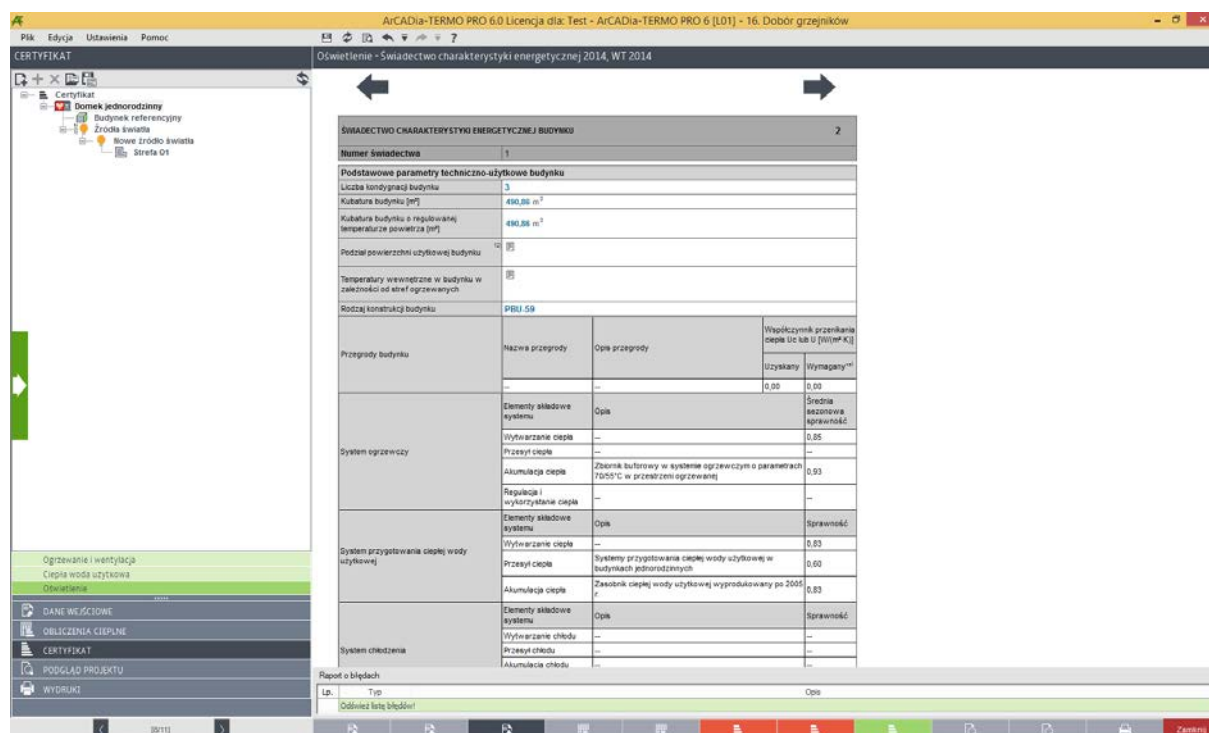 ArCADia-TERMO PRO 6.0 Licencja dla: Test - ArCADia-TERMO PRO 6 [L01] - 16. Dobór grzejników
Plik Edycja Ustawienia Pomoc
CERTYFIKAT
Oświetlenie - Świadectwo charakterystyki energetycznej 2014, WT 2014
Certyfikat
Domek jednorodzinny
Budynek referencyjny
Źródła światła
Nowe źródło światła
Strefa O1
ŚWIADECTWO CHARAKTERYSTYKI ENERGETYCZNEJ BUDYNKU 2
Numer świadectwa 1
Podstawowe parametry techniczno-użytkowe budynku
Liczba kondygnacji budynku 3
Kubatura budynku [m³] 490,86 m³
Kubatura budynku o regulowanej
temperaturze powietrza [m³] 490,86 m³
Podział powierzchni użytkowej budynku 12)
Temperatury wewnętrzne w budynku w
zależności od stref ogrzewanych
Rodzaj konstrukcji budynku PBU-59
Przegrody budynku
Nazwa przegrody
Opis przegrody
Współczynnik przenikania
ciepła Uc lub U [W/(m²·K)]
Uzyskany Wymagany
-- -- 0,00 0,00
System ogrzewczy
Elementy składowe
systemu
Opis
Średnia
sezonowa
sprawność
Wytwarzanie ciepła -- 0,85
Przesył ciepła -- --
Akumulacja ciepła
Zbiornik buforowy w systemie ogrzewczym o parametrach
70/55°C w przestrzeni ogrzewanej
0,93
Regulacja i
wykorzystanie ciepła
-- --
System przygotowania ciepłej wody
użytkowej
Elementy składowe
systemu
Opis
Sprawność
Wytwarzanie ciepła -- 0,83
Przesył ciepła
Systemy przygotowania ciepłej wody użytkowej w
budynkach jednorodzinnych
0,60
Akumulacja ciepła
Zasobnik ciepłej wody użytkowej wyprodukowany po 2005
r.
0,83
System chłodzenia
Elementy składowe
systemu
Opis
Sprawność
Wytwarzanie chłodu -- --
Przesył chłodu -- --
Akumulacja chłodu -- --
Ogrzewanie i wentylacja
Ciepła woda użytkowa
Oświetlenie
DANE WEJŚCIOWE
OBLICZENIA CIEPLNE
CERTYFIKAT
PODGLĄD PROJEKTU
WYDRUKI
Raport o błędach
Lp. Typ Opis
Odśwież listę błędów!
(8/11)
Zamknij